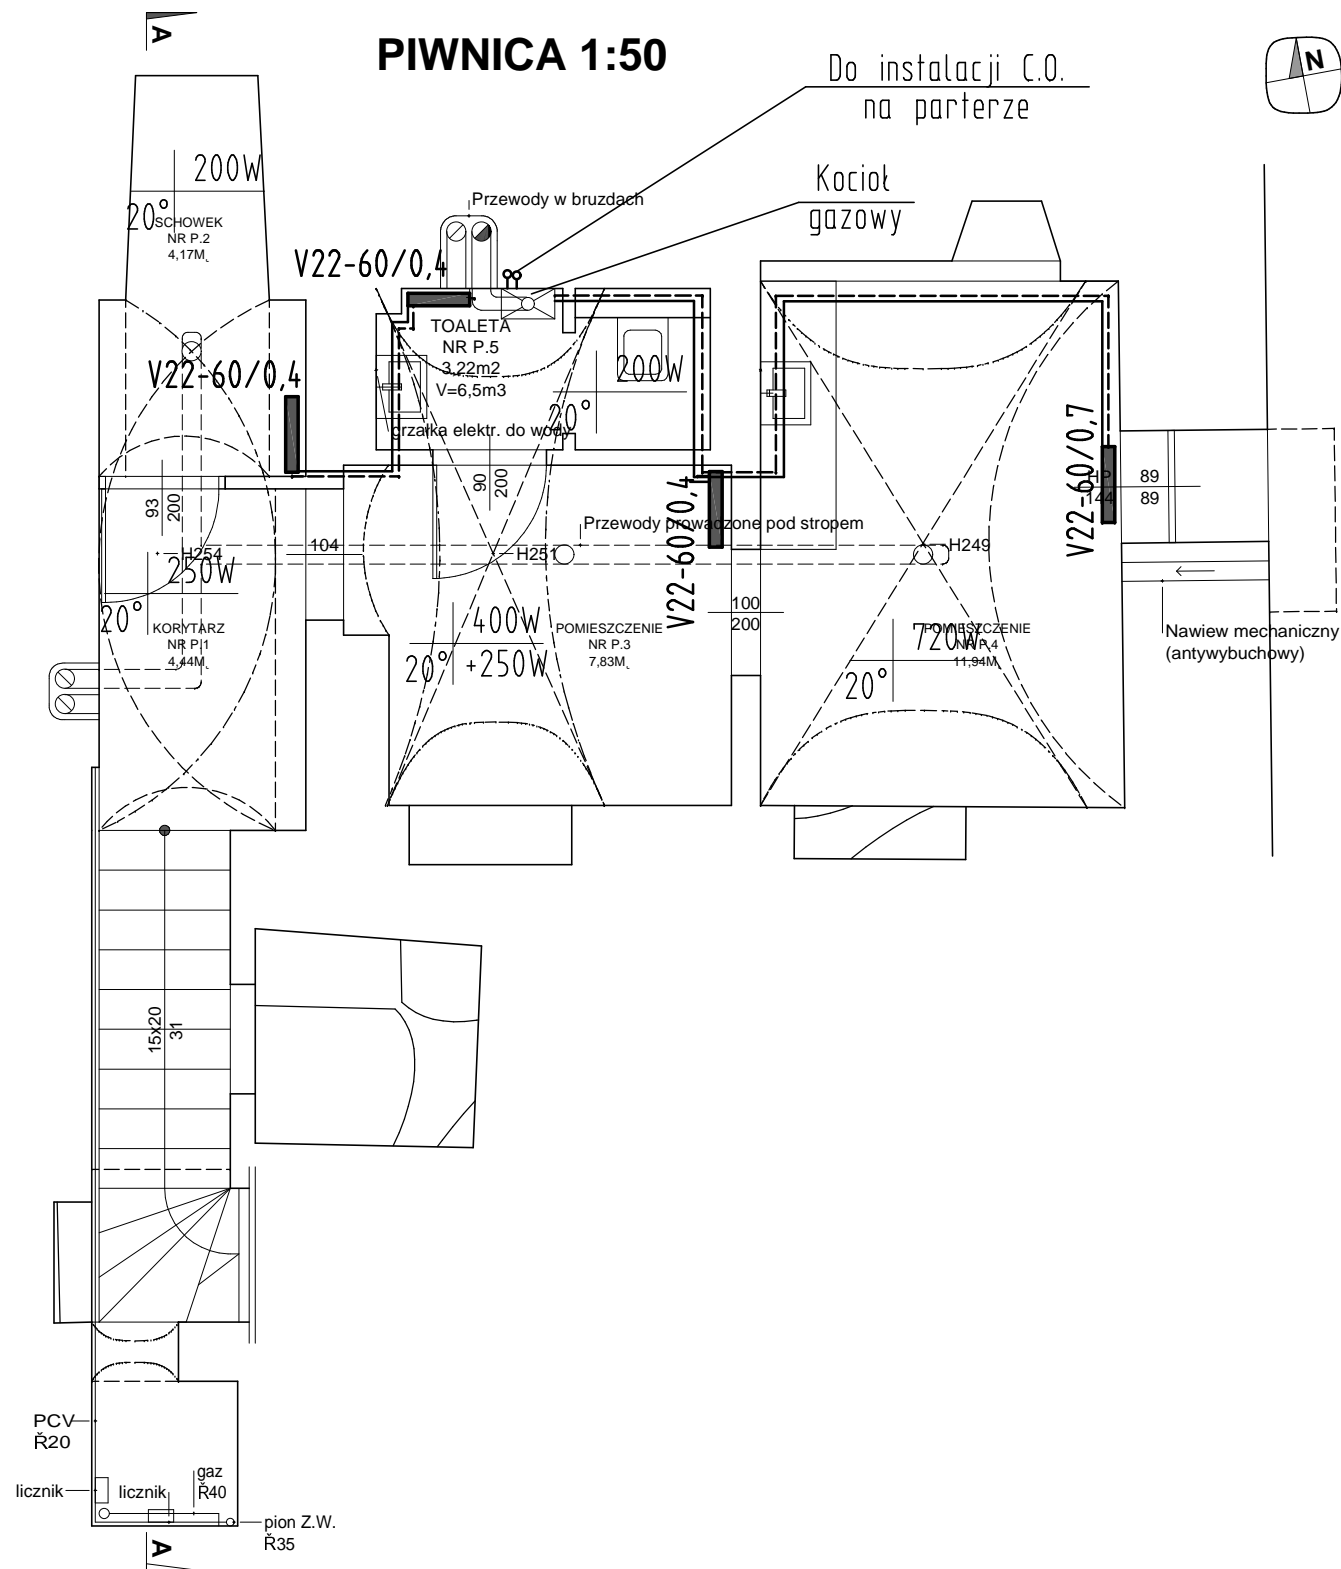 A
PIWNICA 1:50
Do instalacji C.O.
na parterze
N
Kocioł
gazowy
200W
20°
SCHOWEK
NR P.2
4,17M
Przewody w bruzdach
V22-60/0,4
TOALETA
NR P.5
3,22m2
V=6,5m3
200W
20°
grzałka elektr. do wody
V22-60/0,4
93
200
90
200
104
H254
H251
H249
Przewody prowadzone pod stropem
V22-60/0,4
V22-60/0,7
HP
144
89
89
250W
20°
KORYTARZ
NR P.1
4,44M
400W
20°
+250W
POMIESZCZENIE
NR P.3
7,83M
100
200
720W
20°
POMIESZCZENIE
NR P.4
11,94M
Nawiew mechaniczny
(antywybuchowy)
15x20
31
PCV
Ř20
licznik
licznik
gaz
Ř40
pion Z.W.
Ř35
A